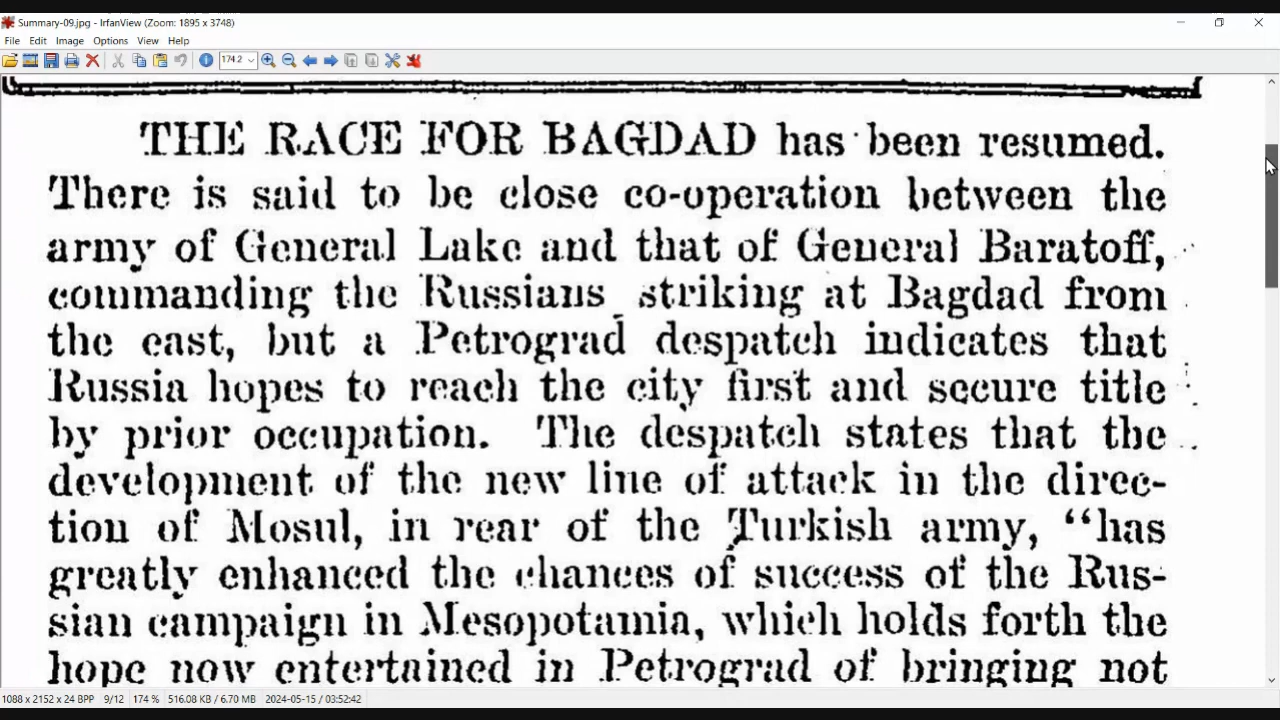 Summary-09.jpg - IrfanView (Zoom: 1895 x 3748)
File Edit Image Options View Help
174.2
THE RACE FOR BAGDAD has been resumed.
There is said to be close co-operation between the
army of General Lake and that of General Baratoff,
commanding the Russians striking at Bagdad from
the east, but a Petrograd despatch indicates that
Russia hopes to reach the city first and secure title
by prior occupation. The despatch states that the
development of the new line of attack in the direc-
tion of Mosul, in rear of the Turkish army, “has
greatly enhanced the chances of success of the Rus-
sian campaign in Mesopotamia, which holds forth the
hope now entertained in Petrograd of bringing not
1088 x 2152 x 24 BPP 9/12 174 % 516.08 KB / 6.70 MB 2024-05-15 / 03:52:42